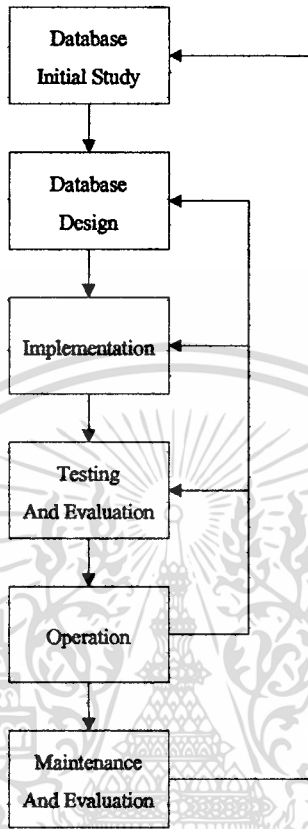 Database
Initial Study
Database
Design
Implementation
Testing
And Evaluation
Operation
Maintenance
And Evaluation